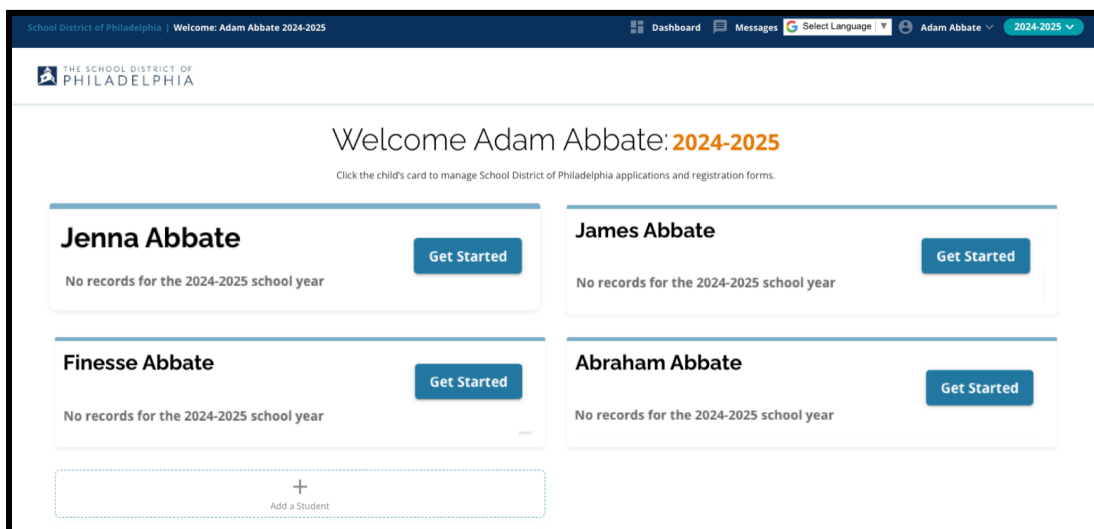 School District of Philadelphia | Welcome: Adam Abbate 2024-2025
Dashboard Messages Select Language ▼ Adam Abbate 2024-2025
THE SCHOOL DISTRICT OF
PHILADELPHIA
Welcome Adam Abbate: 2024-2025
Click the child's card to manage School District of Philadelphia applications and registration forms.
Jenna Abbate
Get Started
No records for the 2024-2025 school year
James Abbate
Get Started
No records for the 2024-2025 school year
Finesse Abbate
Get Started
No records for the 2024-2025 school year
Abraham Abbate
Get Started
No records for the 2024-2025 school year
+
Add a Student